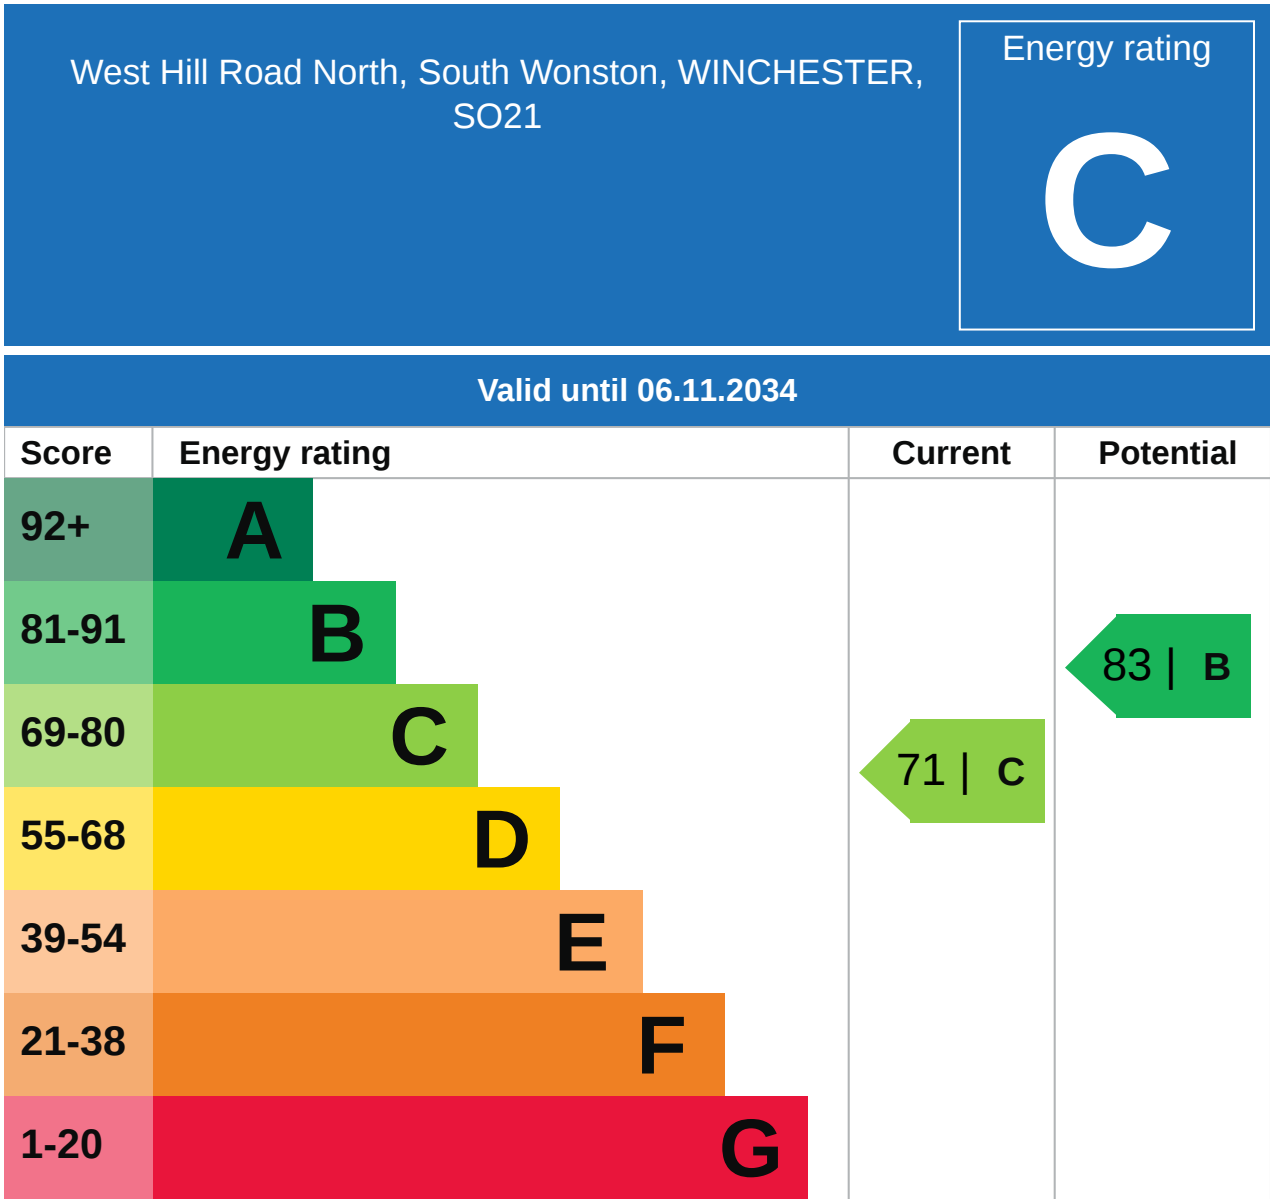 West Hill Road North, South Wonston, WINCHESTER,
SO21
Energy rating
C
Valid until 06.11.2034
Score Energy rating Current Potential
92+ A
81-91 B
83 | B
69-80 C
71 | C
55-68 D
39-54 E
21-38 F
1-20 G